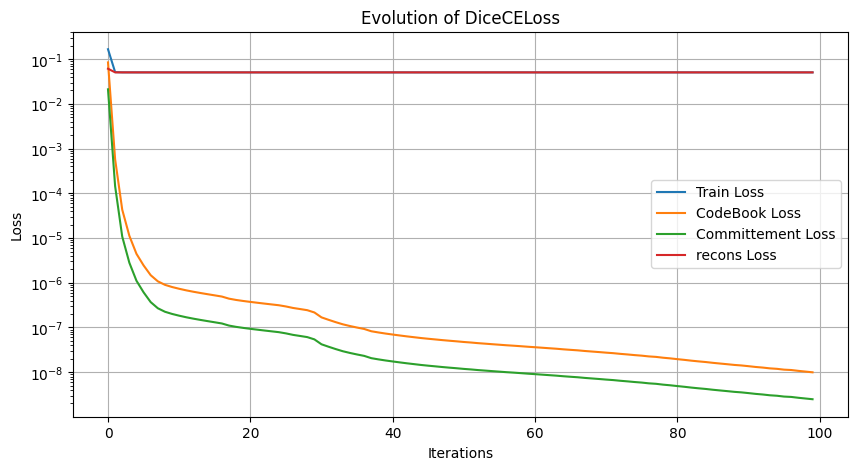 Evolution of DiceCELoss
Loss
10⁻¹
10⁻²
10⁻³
10⁻⁴
10⁻⁵
10⁻⁶
10⁻⁷
10⁻⁸
Train Loss
CodeBook Loss
Committement Loss
recons Loss
0 20 40 60 80 100
Iterations